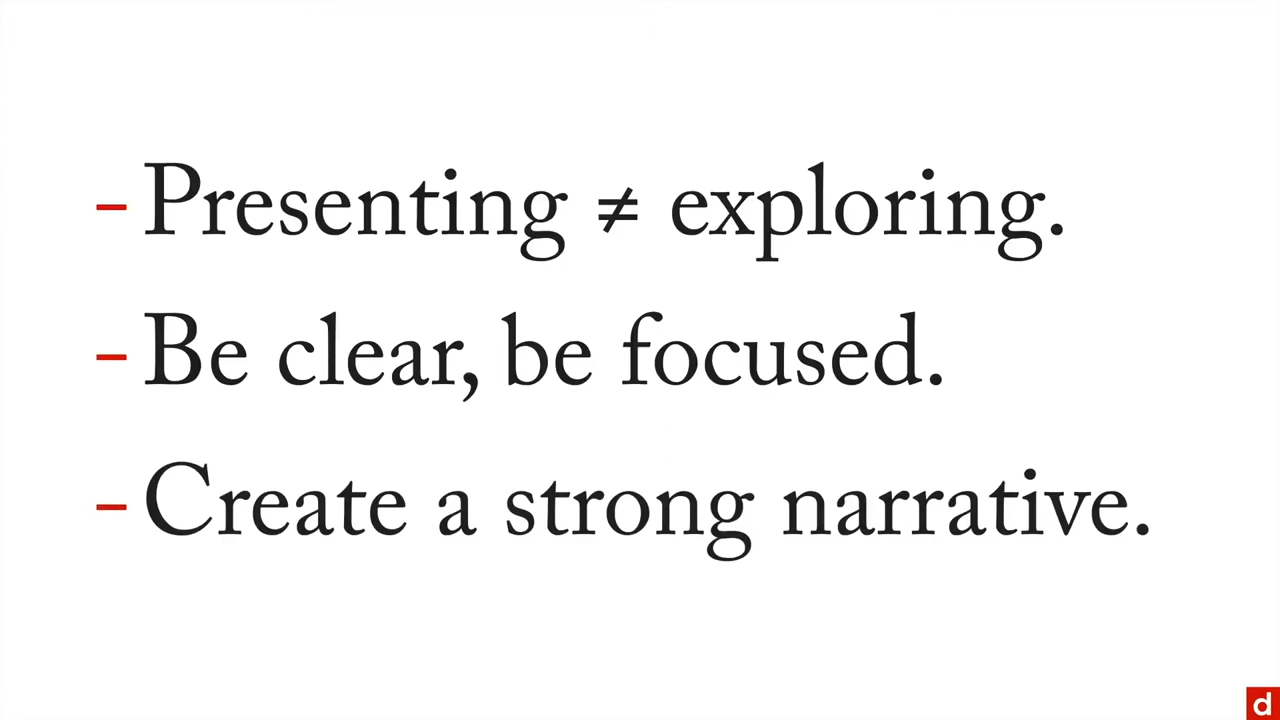 – Presenting ≠ exploring.
– Be clear, be focused.
– Create a strong narrative.
d